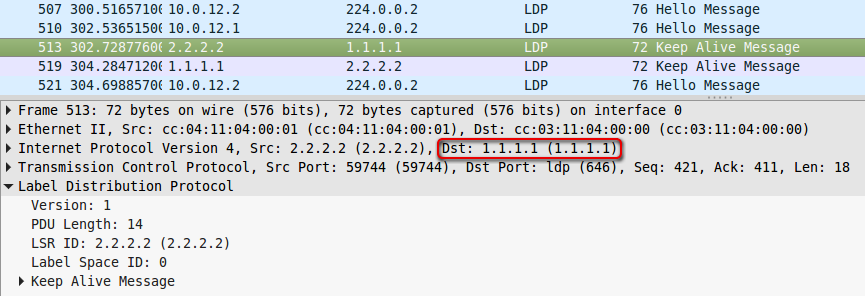 507 300.51657100 10.0.12.2 224.0.0.2 LDP 76 Hello Message
510 302.53651500 10.0.12.1 224.0.0.2 LDP 76 Hello Message
513 302.72877600 2.2.2.2 1.1.1.1 LDP 72 Keep Alive Message
519 304.28471200 1.1.1.1 2.2.2.2 LDP 72 Keep Alive Message
521 304.69885700 10.0.12.2 224.0.0.2 LDP 76 Hello Message
Frame 513: 72 bytes on wire (576 bits), 72 bytes captured (576 bits) on interface 0
Ethernet II, Src: cc:04:11:04:00:01 (cc:04:11:04:00:01), Dst: cc:03:11:04:00:00 (cc:03:11:04:00:00)
Internet Protocol Version 4, Src: 2.2.2.2 (2.2.2.2), Dst: 1.1.1.1 (1.1.1.1)
Transmission Control Protocol, Src Port: 59744 (59744), Dst Port: ldp (646), Seq: 421, Ack: 411, Len: 18
Label Distribution Protocol
Version: 1
PDU Length: 14
LSR ID: 2.2.2.2 (2.2.2.2)
Label Space ID: 0
Keep Alive Message